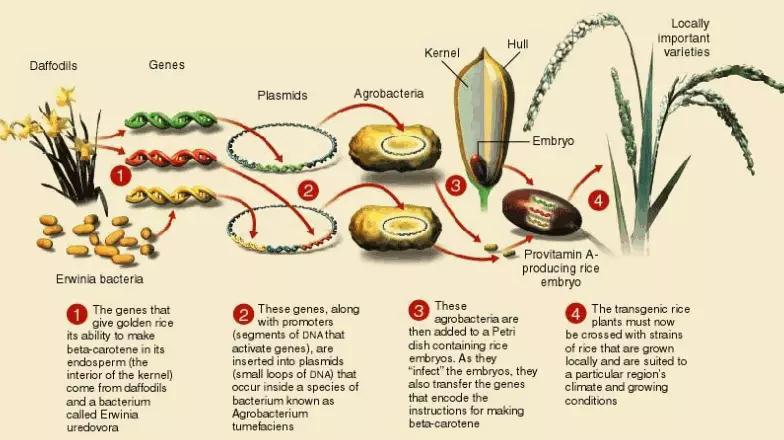 Daffodils
Genes
Plasmids
Agrobacteria
Kernel
Hull
Locally
important
varieties
Embryo
1
2
3
4
Erwinia bacteria
Provitamin A-
producing rice
embryo
1 The genes that
give golden rice
its ability to make
beta-carotene in its
endosperm (the
interior of the kernel)
come from daffodils
and a bacterium
called Erwinia
uredovora
2 These genes, along
with promoters
(segments of DNA that
activate genes), are
inserted into plasmids
(small loops of DNA) that
occur inside a species of
bacterium known as
Agrobacterium
tumefaciens
3 These
agrobacteria are
then added to a Petri
dish containing rice
embryos. As they
“infect” the embryos, they
also transfer the genes
that encode the
instructions for making
beta-carotene
4 The transgenic rice
plants must now
be crossed with strains
of rice that are grown
locally and are suited to
a particular region's
climate and growing
conditions